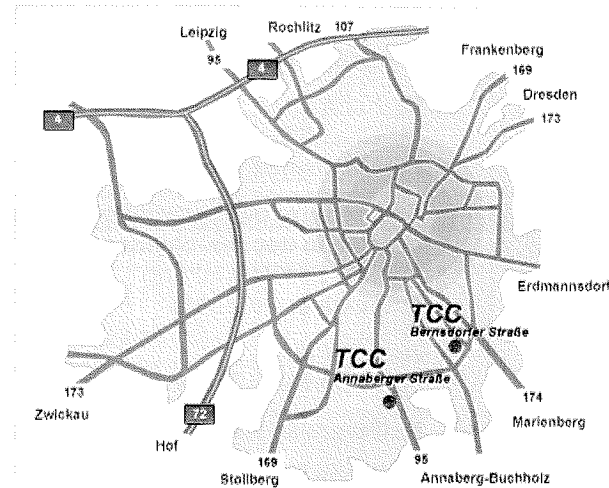 Leipzig
Rochlitz
107
95
4
Frankenberg
169
Dresden
173
4
Erdmannsdorf
TCC
Bernsdorfer Straße
TCC
Annaberger Straße
173
Zwickau
72
Hof
174
Marienberg
169
Stollberg
95
Annaberg-Buchholz